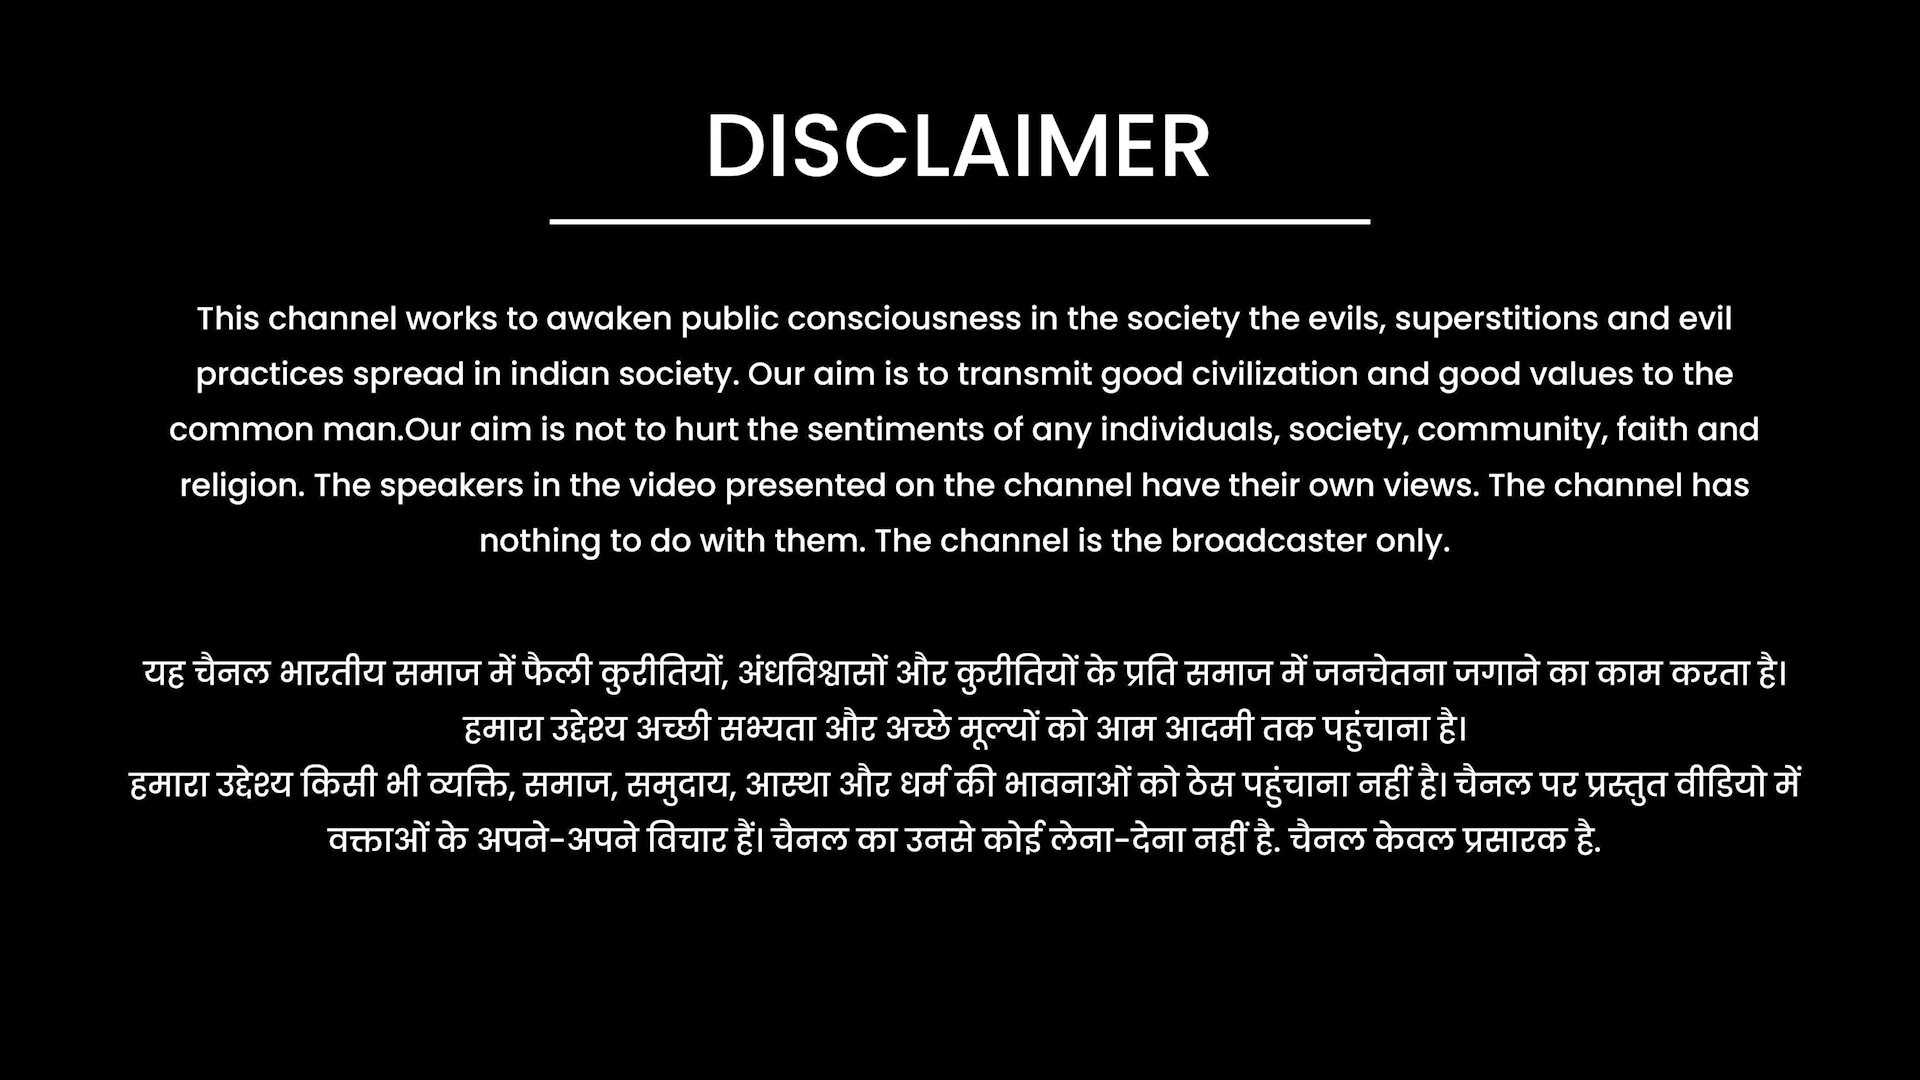 DISCLAIMER
This channel works to awaken public consciousness in the society the evils, superstitions and evil
practices spread in indian society. Our aim is to transmit good civilization and good values to the
common man.Our aim is not to hurt the sentiments of any individuals, society, community, faith and
religion. The speakers in the video presented on the channel have their own views. The channel has
nothing to do with them. The channel is the broadcaster only.
यह चैनल भारतीय समाज में फैली कुरीतियों, अंधविश्वासों और कुरीतियों के प्रति समाज में जनचेतना जगाने का काम करता है।
हमारा उद्देश्य अच्छी सभ्यता और अच्छे मूल्यों को आम आदमी तक पहुंचाना है।
हमारा उद्देश्य किसी भी व्यक्ति, समाज, समुदाय, आस्था और धर्म की भावनाओं को ठेस पहुंचाना नहीं है। चैनल पर प्रस्तुत वीडियो में
वक्ताओं के अपने-अपने विचार हैं। चैनल का उनसे कोई लेना-देना नहीं है. चैनल केवल प्रसारक है.